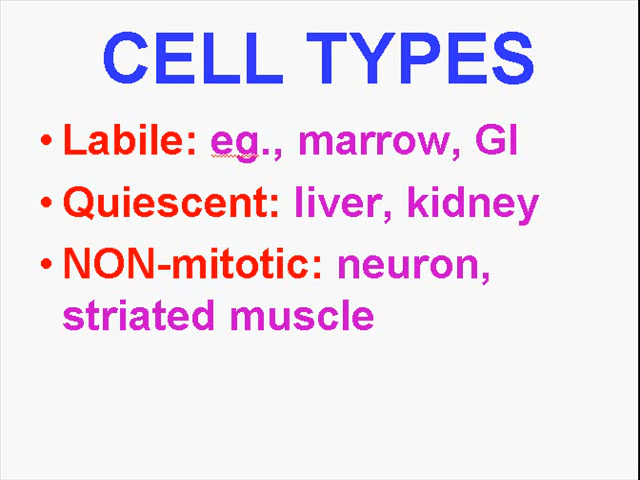 CELL TYPES
• Labile: eg., marrow, GI
• Quiescent: liver, kidney
• NON-mitotic: neuron,
striated muscle